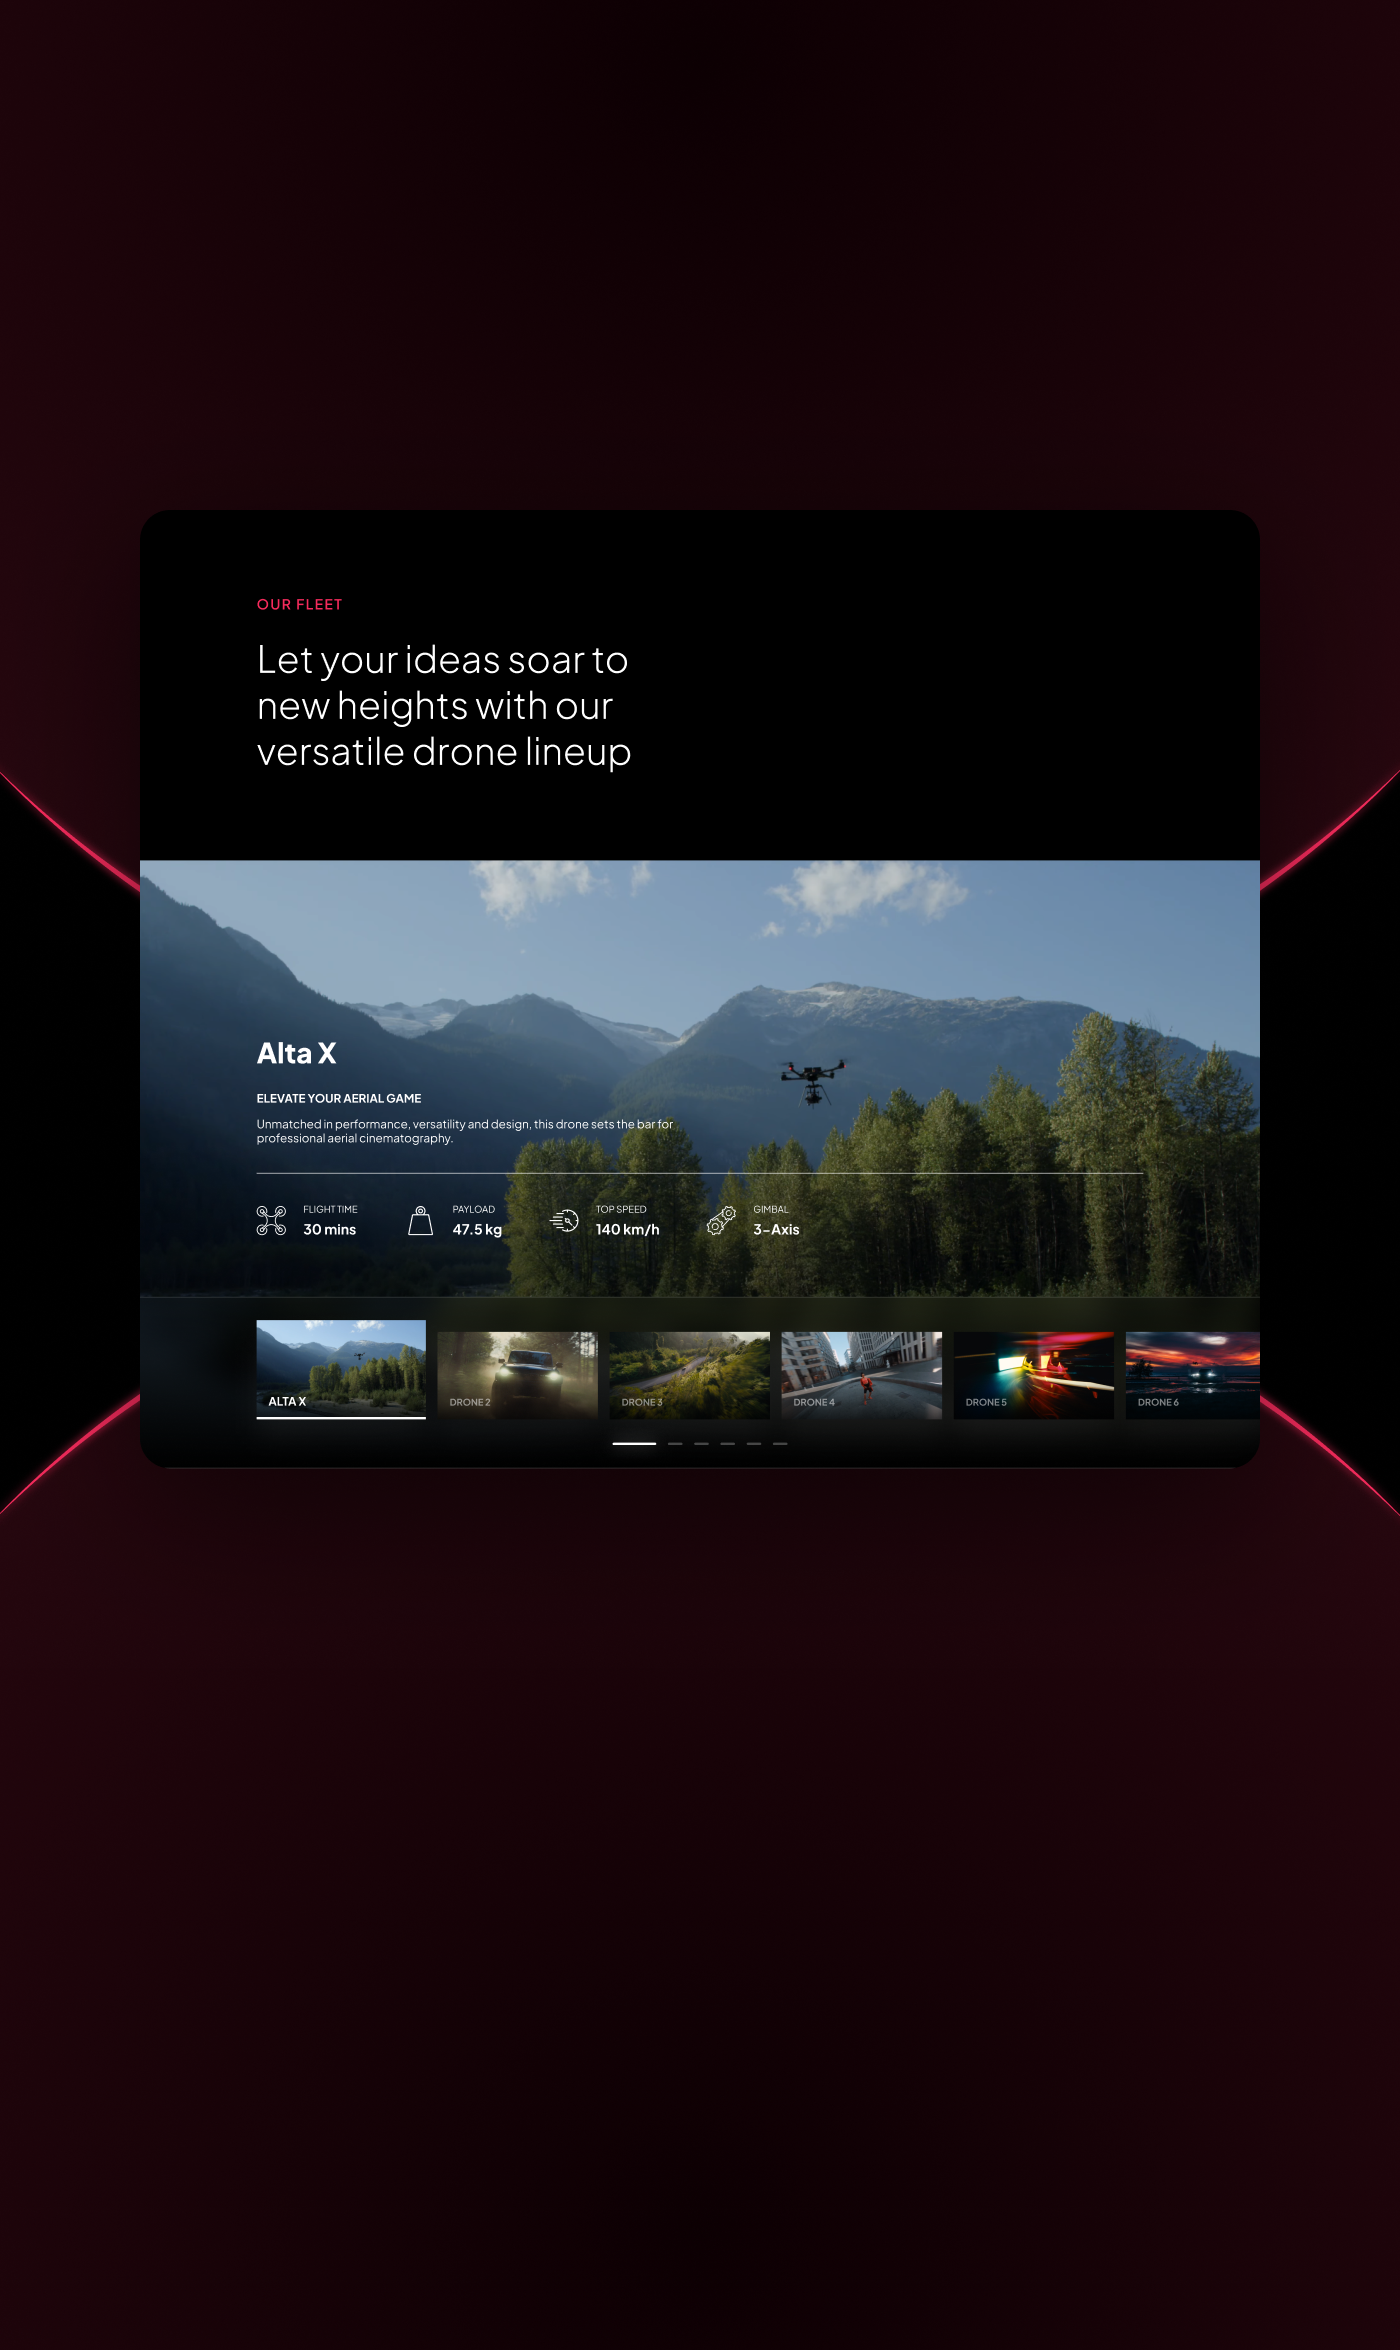 OUR FLEET
Let your ideas soar to
new heights with our
versatile drone lineup
Alta X
ELEVATE YOUR AERIAL GAME
Unmatched in performance, versatility and design, this drone sets the bar for
professional aerial cinematography.
FLIGHT TIME
30 mins
PAYLOAD
47.5 kg
TOP SPEED
140 km/h
GIMBAL
3-Axis
ALTA X
DRONE 2
DRONE 3
DRONE 4
DRONE 5
DRONE 6